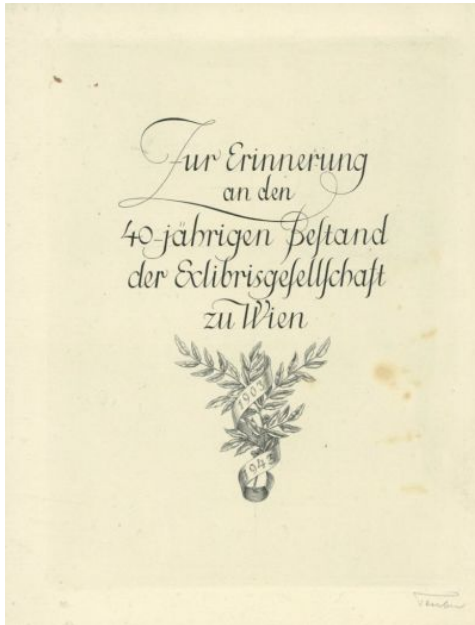 Zur Erinnerung
an den
40-jährigen Beſtand
der Exlibrisgeſellſchaft
zu Wien
1903
1943